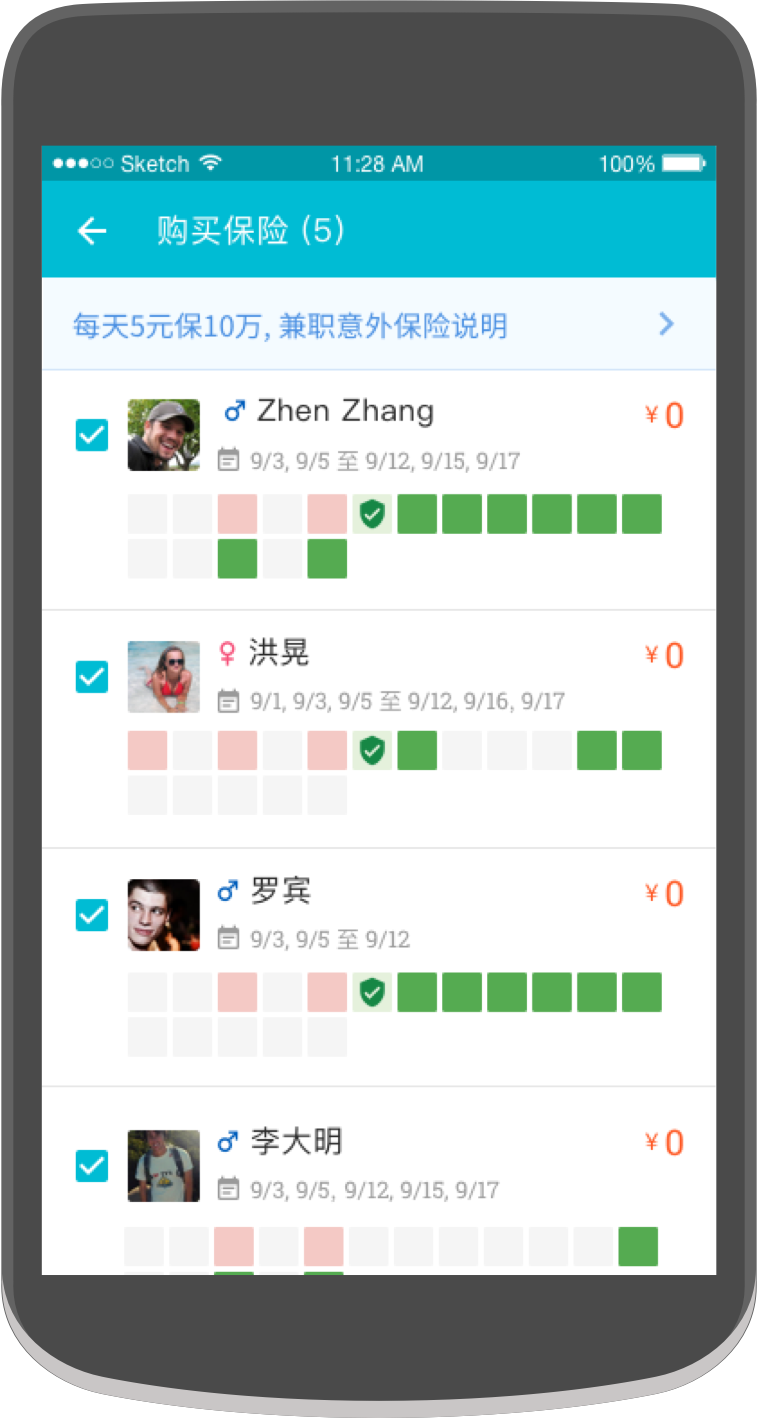 Sketch 11:28 AM 100%
购买保险 (5)
每天5元保10万, 兼职意外保险说明
Zhen Zhang ¥0
9/3, 9/5 至 9/12, 9/15, 9/17
洪晃 ¥0
9/1, 9/3, 9/5 至 9/12, 9/16, 9/17
罗宾 ¥0
9/3, 9/5 至 9/12
李大明 ¥0
9/3, 9/5, 9/12, 9/15, 9/17